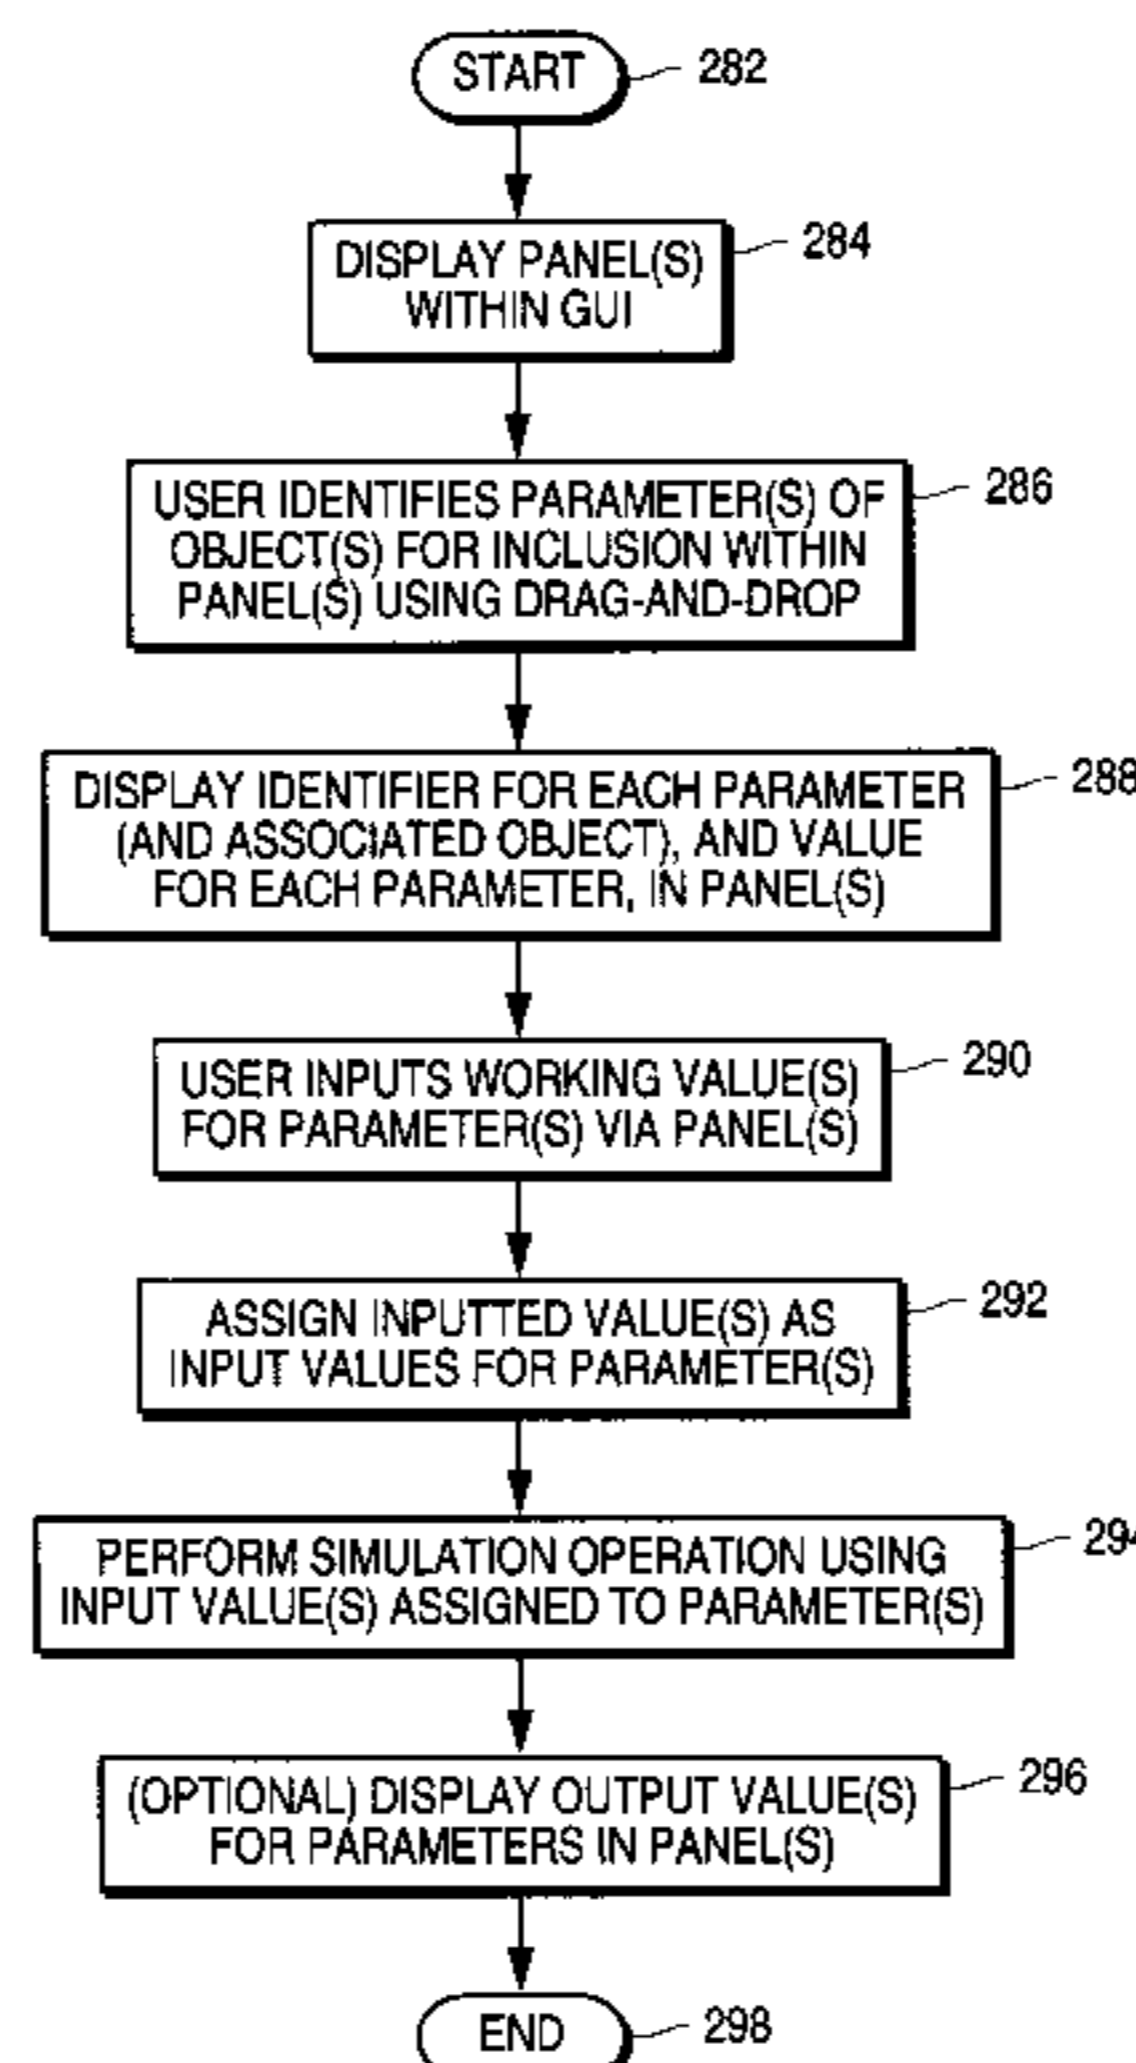 START
282
DISPLAY PANEL(S)
WITHIN GUI
284
USER IDENTIFIES PARAMETER(S) OF
OBJECT(S) FOR INCLUSION WITHIN
PANEL(S) USING DRAG-AND-DROP
286
DISPLAY IDENTIFIER FOR EACH PARAMETER
(AND ASSOCIATED OBJECT), AND VALUE
FOR EACH PARAMETER, IN PANEL(S)
288
USER INPUTS WORKING VALUE(S)
FOR PARAMETER(S) VIA PANEL(S)
290
ASSIGN INPUTTED VALUE(S) AS
INPUT VALUES FOR PARAMETER(S)
292
PERFORM SIMULATION OPERATION USING
INPUT VALUE(S) ASSIGNED TO PARAMETER(S)
294
(OPTIONAL) DISPLAY OUTPUT VALUE(S)
FOR PARAMETERS IN PANEL(S)
296
END
298